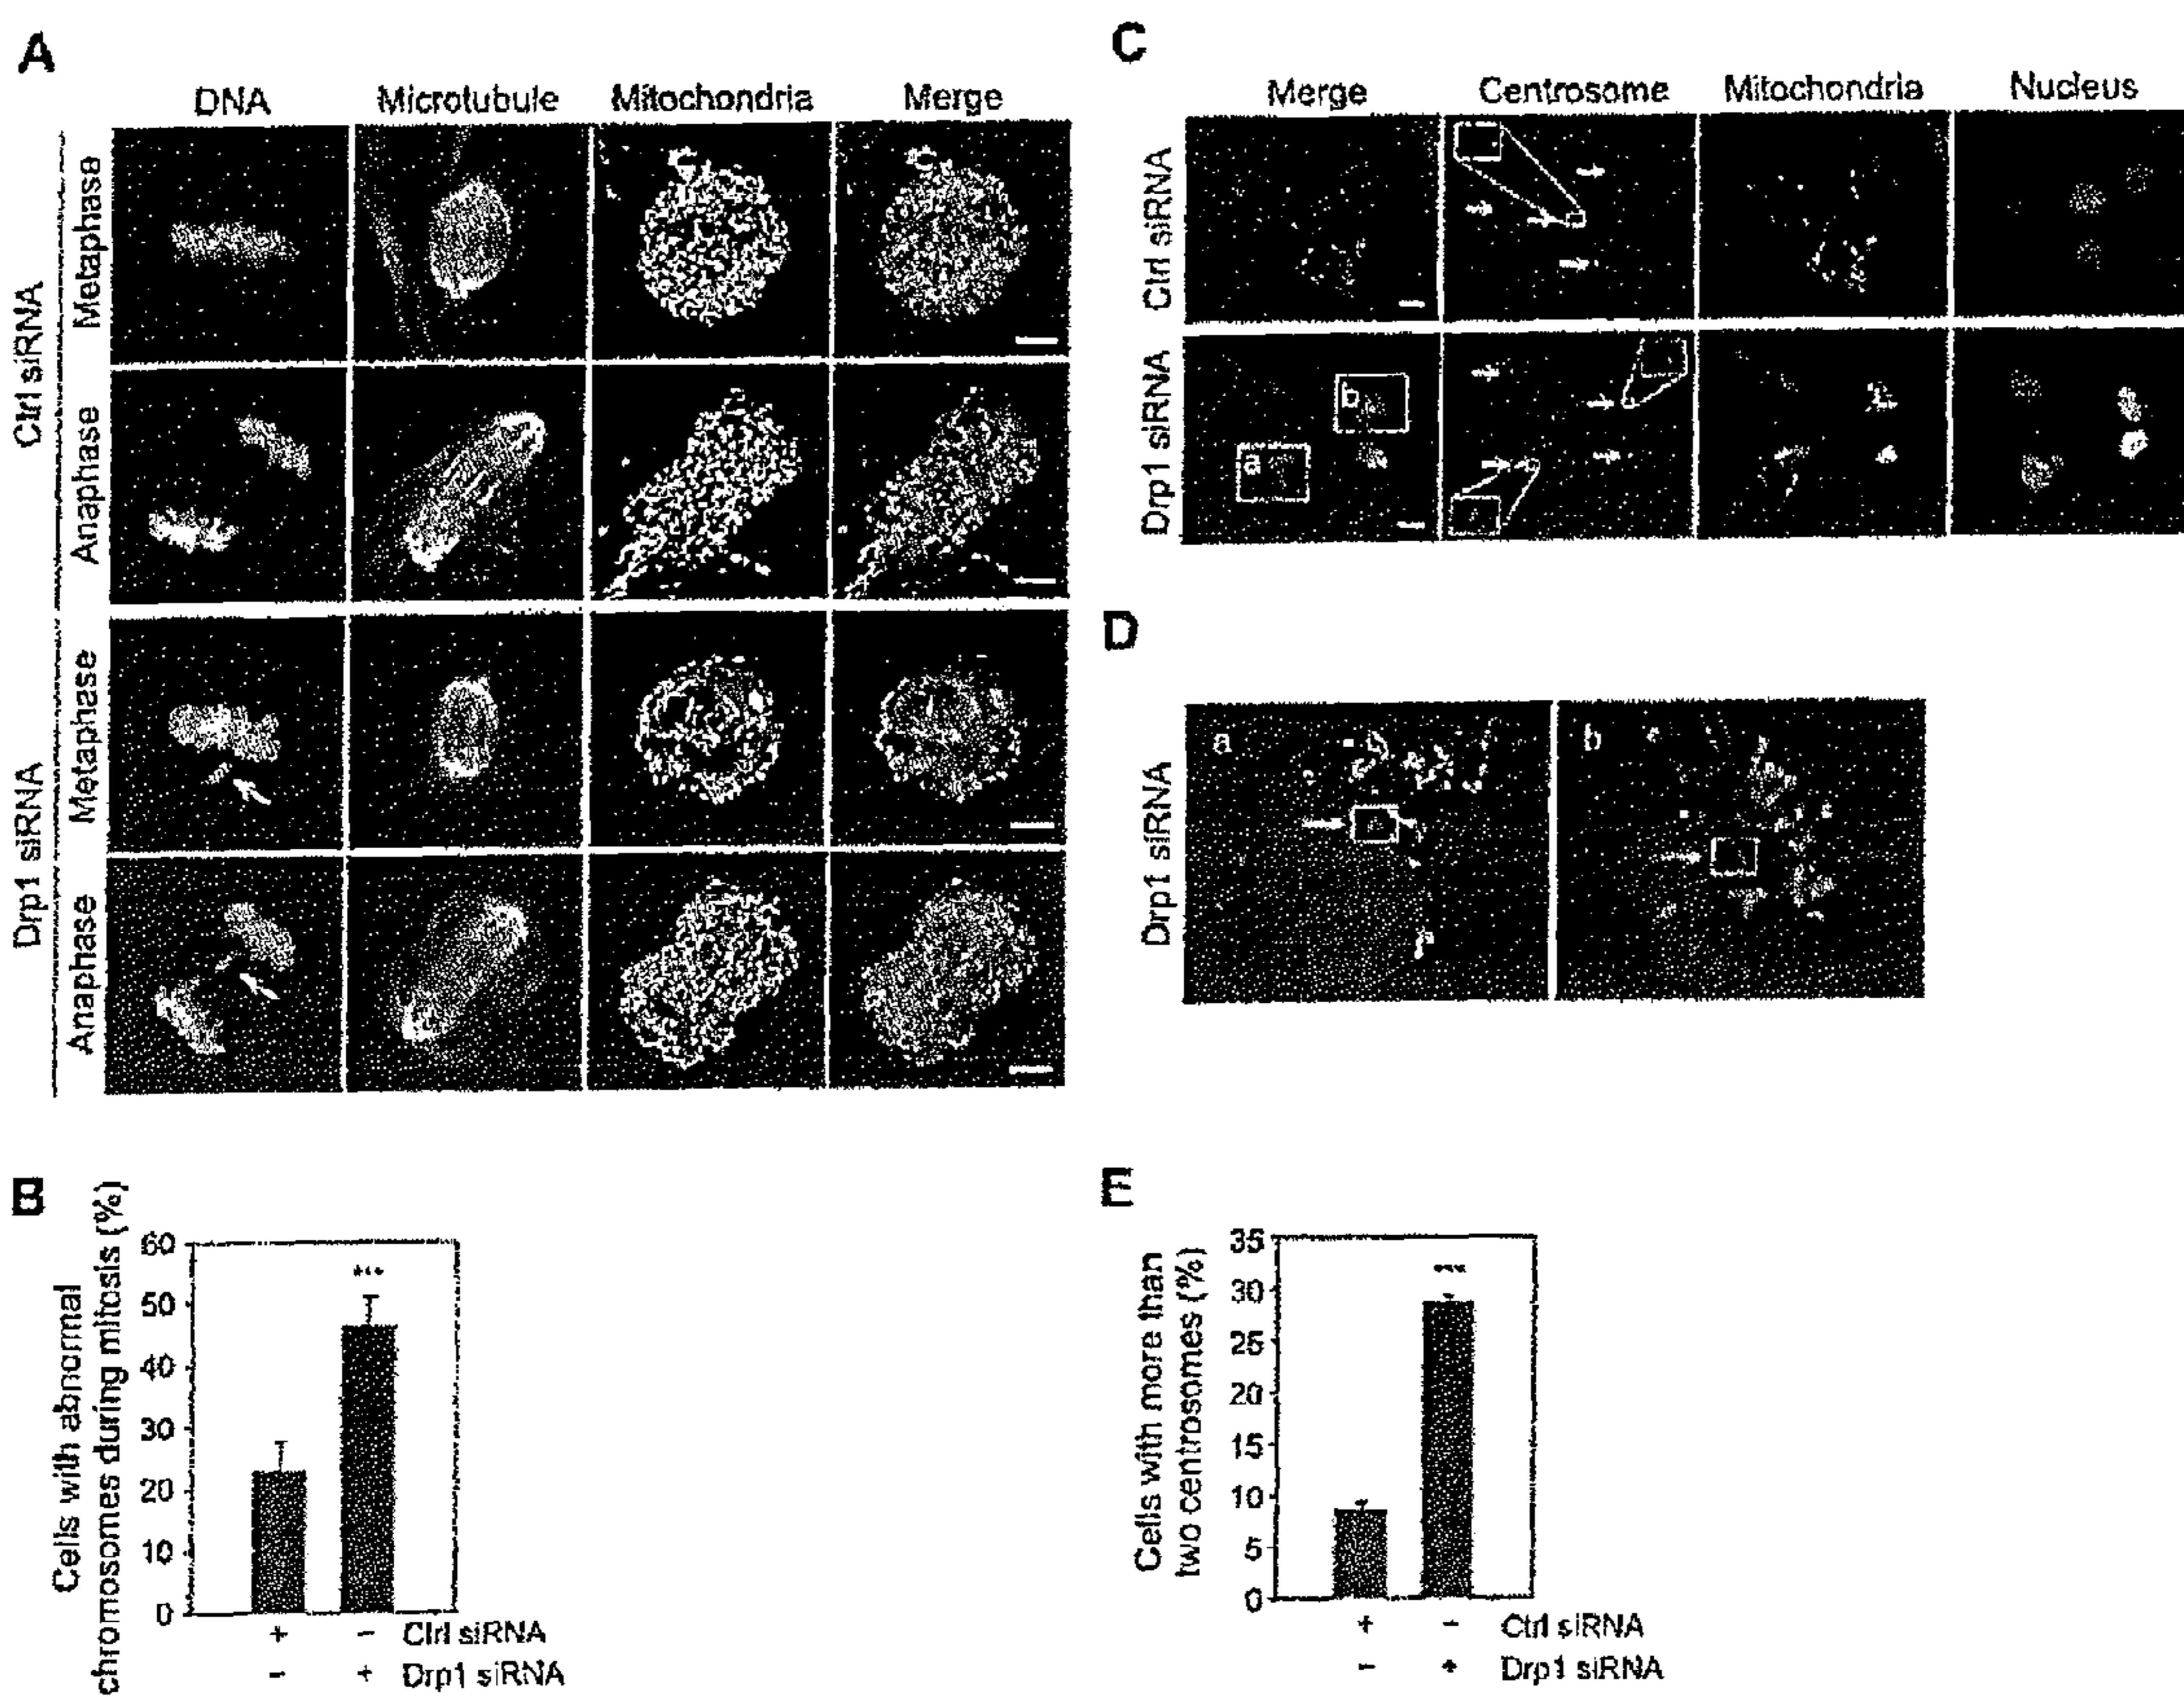 A
DNA Microtubule Mitochondria Merge
Ctrl siRNA
Metaphase
Anaphase
Drp1 siRNA
Metaphase
Anaphase
B
Cells with abnormal
chromosomes during mitosis (%)
60
50
40
30
20
10
0
***
+ - Ctrl siRNA
- + Drp1 siRNA
C
Merge Centrosome Mitochondria Nucleus
Ctrl siRNA
Drp1 siRNA
b
a
D
Drp1 siRNA
a b
E
Cells with more than
two centrosomes (%)
35
30
25
20
15
10
5
0
***
+ - Ctrl siRNA
- + Drp1 siRNA